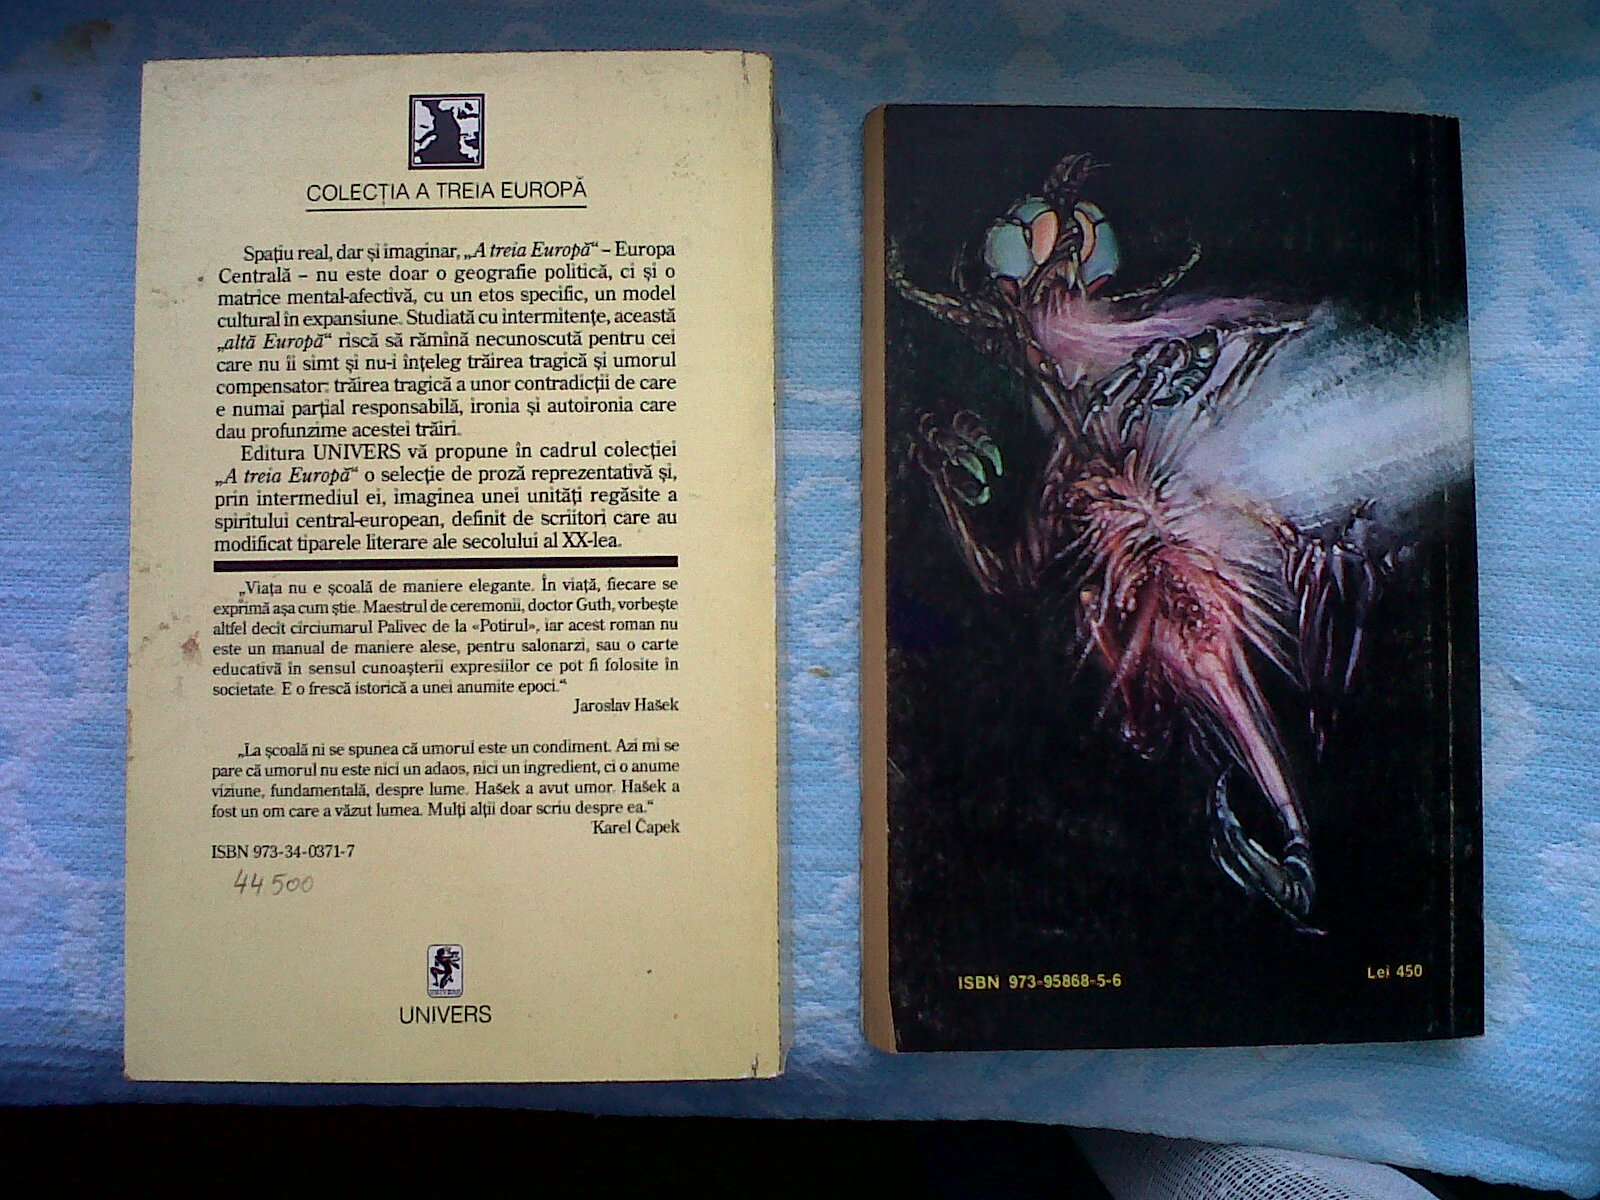 COLECȚIA A TREIA EUROPĂ
Spațiu real, dar și imaginar, „A treia Europă“ – Europa
Centrală – nu este doar o geografie politică, ci și o
matrice mental-afectivă, cu un etos specific, un model
cultural în expansiune. Studiată cu intermitențe, această
„altă Europă“ riscă să rămînă necunoscută pentru cei
care nu îi simt și nu-i înțeleg trăirea tragică și umorul
compensator: trăirea tragică a unor contradicții de care
e numai parțial responsabilă, ironia și autoironia care
dau profunzime acestei trăiri.
Editura UNIVERS vă propune în cadrul colecției
„A treia Europă“ o selecție de proză reprezentativă și,
prin intermediul ei, imaginea unei unități regăsite a
spiritului central-european, definit de scriitori care au
modificat tiparele literare ale secolului al XX-lea.
„Viața nu e școală de maniere elegante. În viață, fiecare se
exprimă așa cum știe. Maestrul de ceremonii, doctor Guth, vorbește
altfel decît cîrciumarul Palivec de la «Potirul», iar acest roman nu
este un manual de maniere alese, pentru salonarzi, sau o carte
educativă în sensul cunoașterii expresiilor ce pot fi folosite în
societate. E o frescă istorică a unei anumite epoci.“
Jaroslav Hašek
„La școală ni se spunea că umorul este un condiment. Azi mi se
pare că umorul nu este nici un adaos, nici un ingredient, ci o anume
viziune, fundamentală, despre lume. Hašek a avut umor. Hašek a
fost un om care a văzut lumea. Mulți alții doar scriu despre ea.“
Karel Čapek
ISBN 973-34-0371-7
44 500
UNIVERS
ISBN 973-95868-5-6
Lei 450